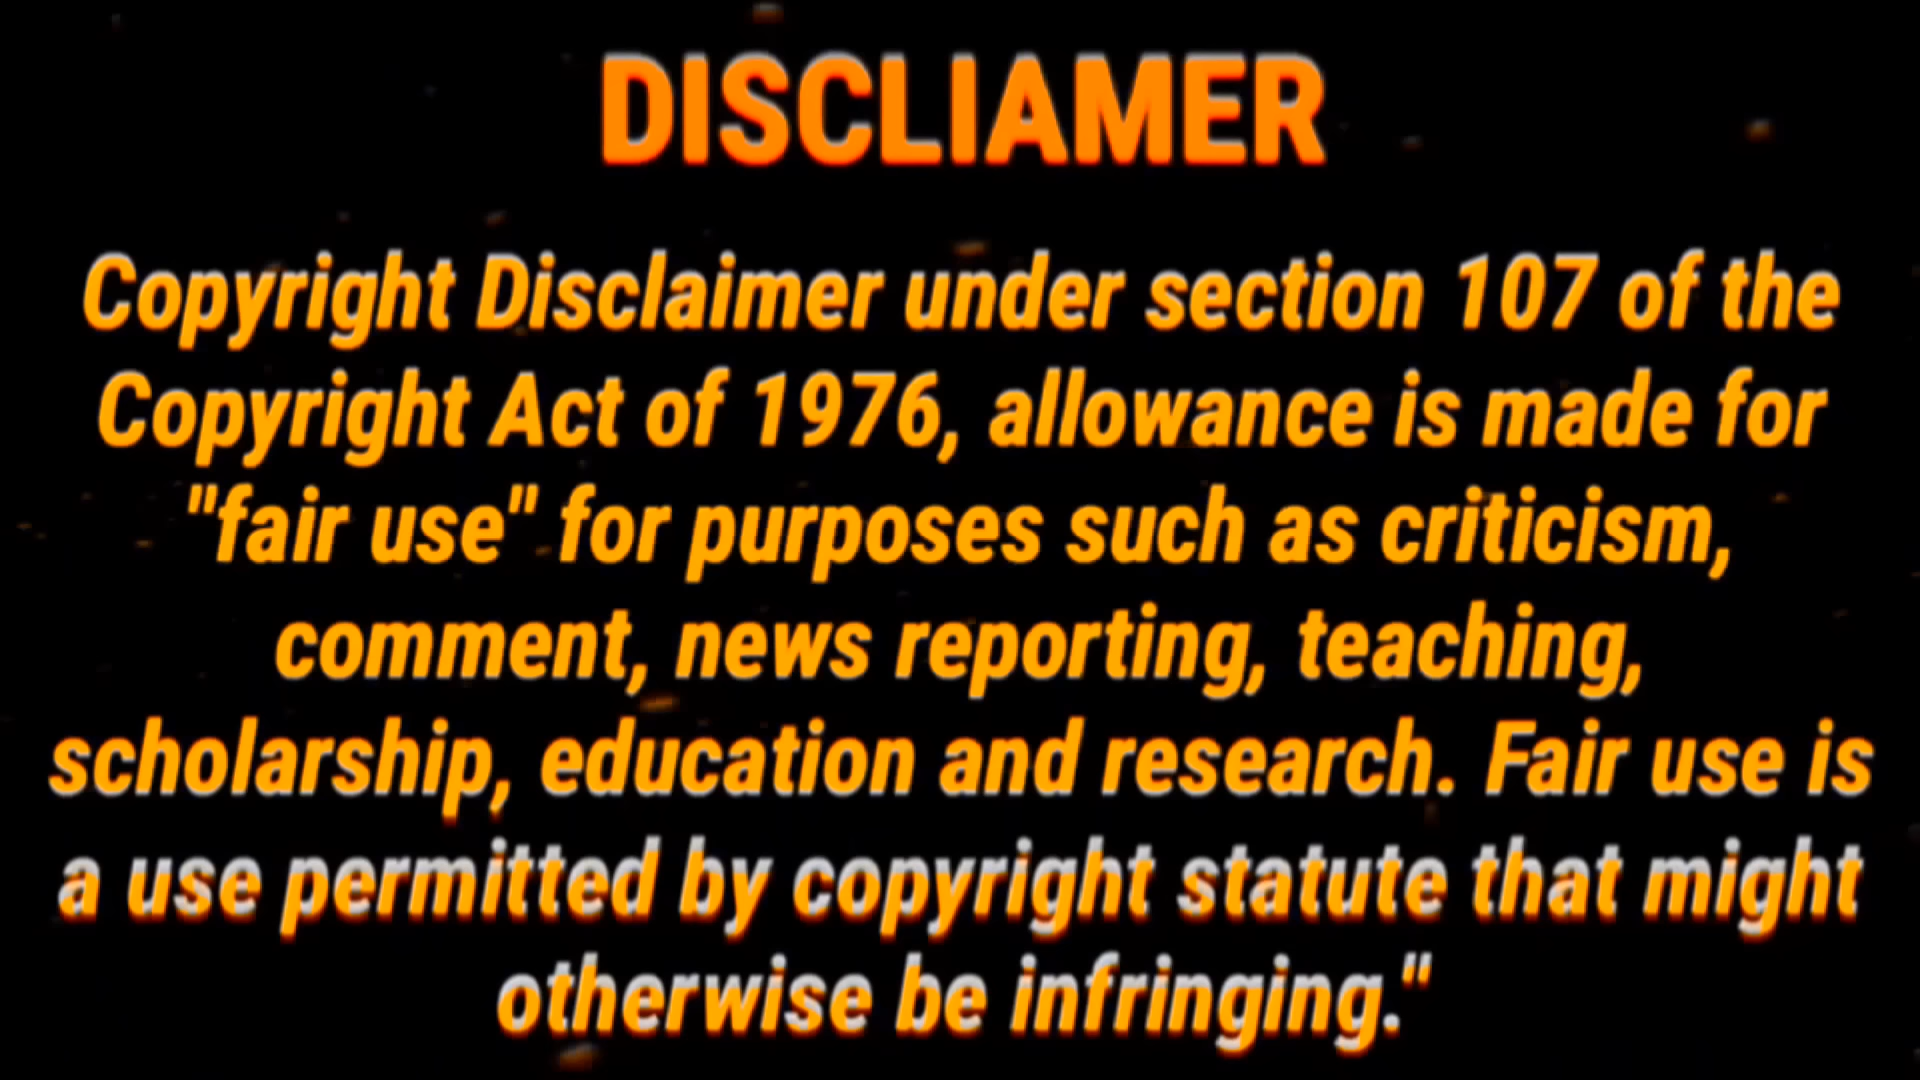 DISCLIAMER
Copyright Disclaimer under section 107 of the
Copyright Act of 1976, allowance is made for
"fair use" for purposes such as criticism,
comment, news reporting, teaching,
scholarship, education and research. Fair use is
a use permitted by copyright statute that might
otherwise be infringing."